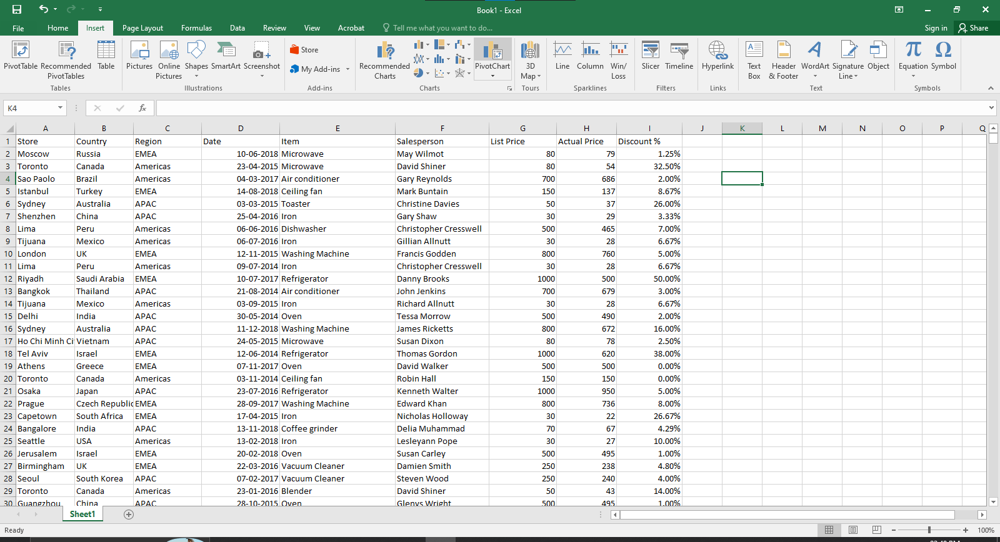 Book1 - Excel
File Home Insert Page Layout Formulas Data Review View Acrobat Tell me what you want to do... Sign in Share
PivotTable Recommended PivotTables Table Pictures Online Pictures Shapes SmartArt Screenshot Store My Add-ins Recommended Charts PivotChart 3D Map Line Column Win/Loss Slicer Timeline Hyperlink Text Box Header & Footer WordArt Signature Line Object Equation Symbol
Tables Illustrations Add-ins Charts Tours Sparklines Filters Links Text Symbols
K4 fx
A B C D E F G H I J K L M N O P Q
1 Store Country Region Date Item Salesperson List Price Actual Price Discount %
2 Moscow Russia EMEA 10-06-2018 Microwave May Wilmot 80 79 1.25%
3 Toronto Canada Americas 23-04-2015 Microwave David Shiner 80 54 32.50%
4 Sao Paolo Brazil Americas 04-03-2017 Air conditioner Gary Reynolds 700 686 2.00%
5 Istanbul Turkey EMEA 14-08-2018 Ceiling fan Mark Buntain 150 137 8.67%
6 Sydney Australia APAC 03-03-2015 Toaster Christine Davies 50 37 26.00%
7 Shenzhen China APAC 25-04-2016 Iron Gary Shaw 30 29 3.33%
8 Lima Peru Americas 06-06-2016 Dishwasher Christopher Cresswell 500 465 7.00%
9 Tijuana Mexico Americas 06-07-2016 Iron Gillian Allnutt 30 28 6.67%
10 London UK EMEA 12-11-2015 Washing Machine Francis Godden 800 760 5.00%
11 Lima Peru Americas 09-07-2014 Iron Christopher Cresswell 30 28 6.67%
12 Riyadh Saudi Arabia EMEA 10-07-2017 Refrigerator Danny Brooks 1000 500 50.00%
13 Bangkok Thailand APAC 21-08-2014 Air conditioner John Jenkins 700 679 3.00%
14 Tijuana Mexico Americas 03-09-2015 Iron Richard Allnutt 30 28 6.67%
15 Delhi India APAC 30-05-2014 Oven Tessa Morrow 500 490 2.00%
16 Sydney Australia APAC 11-12-2018 Washing Machine James Ricketts 800 672 16.00%
17 Ho Chi Minh Ci Vietnam APAC 24-05-2015 Microwave Susan Dixon 80 78 2.50%
18 Tel Aviv Israel EMEA 12-06-2014 Refrigerator Thomas Gordon 1000 620 38.00%
19 Athens Greece EMEA 07-11-2017 Oven David Walker 500 500 0.00%
20 Toronto Canada Americas 03-11-2014 Ceiling fan Robin Hall 150 150 0.00%
21 Osaka Japan APAC 23-07-2016 Refrigerator Kenneth Walter 1000 950 5.00%
22 Prague Czech Republic EMEA 28-09-2017 Washing Machine Edward Khan 800 736 8.00%
23 Capetown South Africa EMEA 17-04-2015 Iron Nicholas Holloway 30 22 26.67%
24 Bangalore India APAC 13-11-2018 Coffee grinder Delia Muhammad 70 67 4.29%
25 Seattle USA Americas 13-02-2018 Iron Lesleyann Pope 30 27 10.00%
26 Jerusalem Israel EMEA 20-02-2018 Oven Susan Carley 500 495 1.00%
27 Birmingham UK EMEA 22-03-2016 Vacuum Cleaner Damien Smith 250 238 4.80%
28 Seoul South Korea APAC 07-02-2017 Vacuum Cleaner Steven Wood 250 240 4.00%
29 Toronto Canada Americas 23-01-2016 Blender David Shiner 50 43 14.00%
30 Guangzhou China APAC 28-10-2015 Oven Glenys Wright 500 495 1.00%
Sheet1
Ready 100%